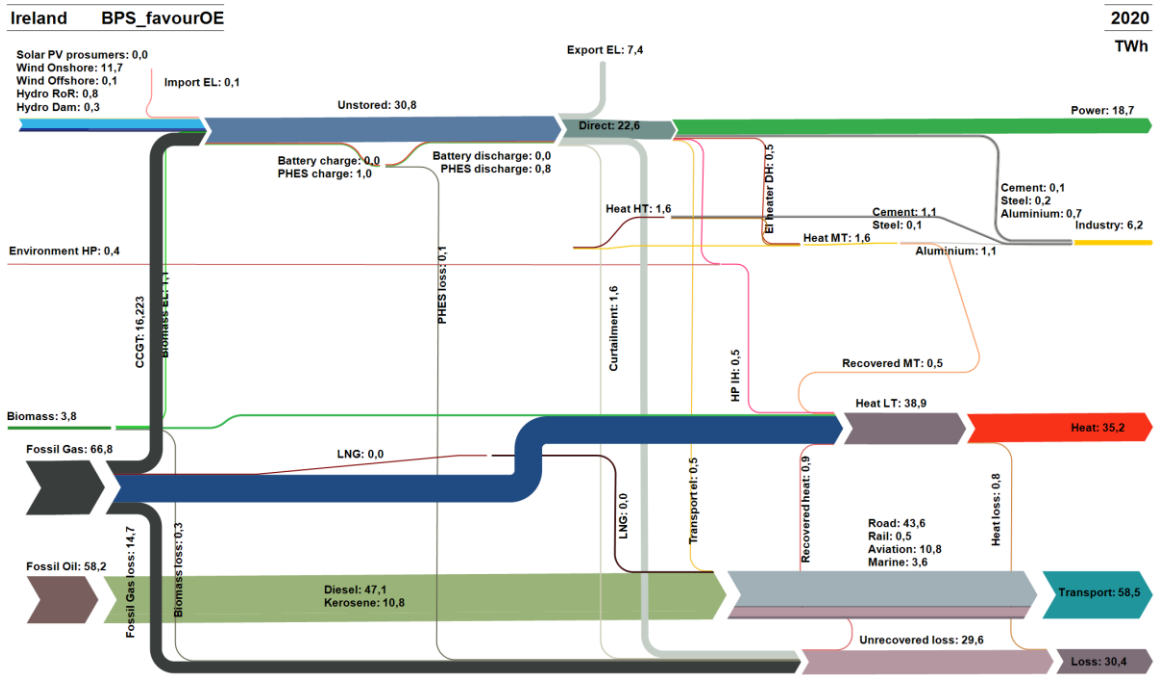 Ireland BPS_favourOE
2020
TWh
Export EL: 7,4
Solar PV prosumers: 0,0
Wind Onshore: 11,7
Wind Offshore: 0,1
Hydro RoR: 0,8
Hydro Dam: 0,3
Import EL: 0,1
Unstored: 30,8
Direct: 22,6
Power: 18,7
Battery charge: 0,0
PHES charge: 1,0
Battery discharge: 0,0
PHES discharge: 0,8
El heater DH: 0,5
Cement: 0,1
Steel: 0,2
Aluminium: 0,7
Heat HT: 1,6
Cement: 1,1
Steel: 0,1
Industry: 6,2
Heat MT: 1,6
Aluminium: 1,1
Environment HP: 0,4
CCGT: 16,223
Biomass EL: 1,1
PHES loss: 0,1
Curtailment: 1,6
HP IH: 0,5
Recovered MT: 0,5
Biomass: 3,8
Heat LT: 38,9
Heat: 35,2
Fossil Gas: 66,8
LNG: 0,0
LNG: 0,0
Transport el: 0,5
Recovered heat: 0,9
Heat loss: 0,8
Fossil Gas loss: 14,7
Biomass loss: 0,3
Road: 43,6
Rail: 0,5
Aviation: 10,8
Marine: 3,6
Fossil Oil: 58,2
Diesel: 47,1
Kerosene: 10,8
Transport: 58,5
Unrecovered loss: 29,6
Loss: 30,4